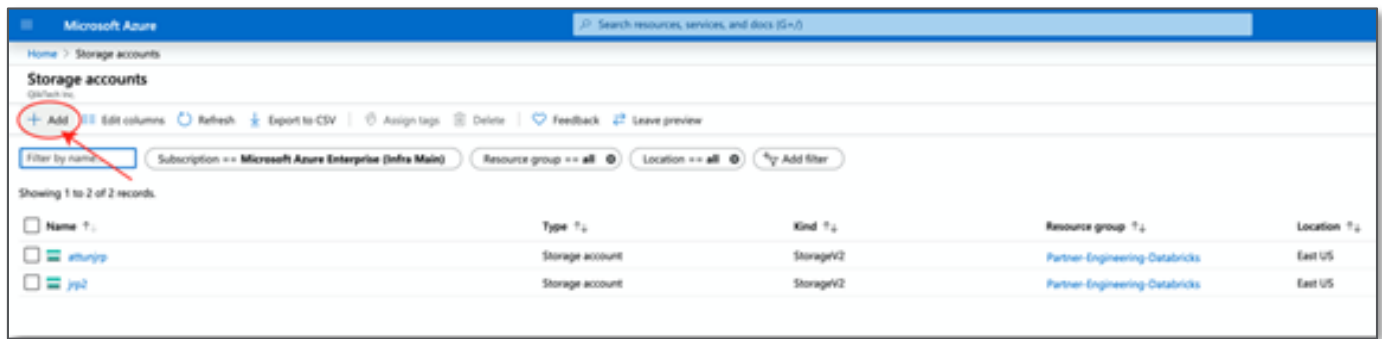 Microsoft Azure
Search resources, services, and docs (G+/)
Home > Storage accounts
Storage accounts
QlikTech Inc.
+ Add Edit columns Refresh Export to CSV Assign tags Delete Feedback Leave preview
Filter by name... Subscription == Microsoft Azure Enterprise (Infra Main) Resource group == all Location == all Add filter
Showing 1 to 2 of 2 records.
Name ↑↓ Type ↑↓ Kind ↑↓ Resource group ↑↓ Location ↑↓
attunjrp Storage account StorageV2 Partner-Engineering-Databricks East US
jrp2 Storage account StorageV2 Partner-Engineering-Databricks East US